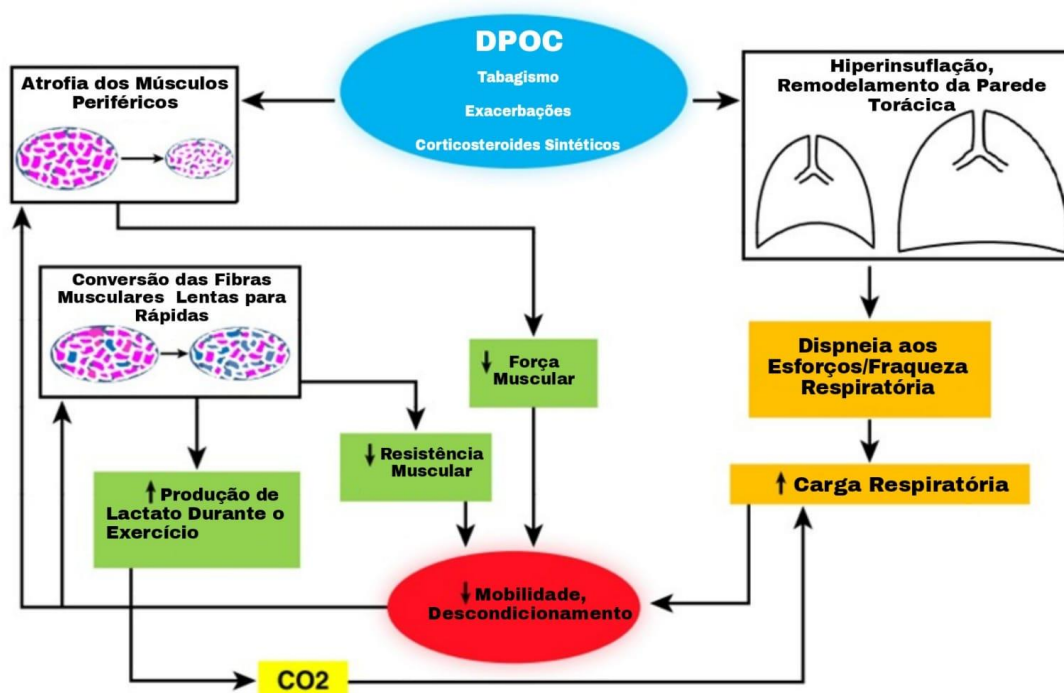 DPOC
Tabagismo
Exacerbações
Corticosteroides Sintéticos
Atrofia dos Músculos
Periféricos
Hiperinsuflação,
Remodelamento da Parede
Torácica
Conversão das Fibras
Musculares Lentas para
Rápidas
↓ Força
Muscular
Dispneia aos
Esforços/Fraqueza
Respiratória
↓ Resistência
Muscular
↑ Produção de
Lactato Durante o
Exercício
↑ Carga Respiratória
↓ Mobilidade,
Descondicionamento
CO2